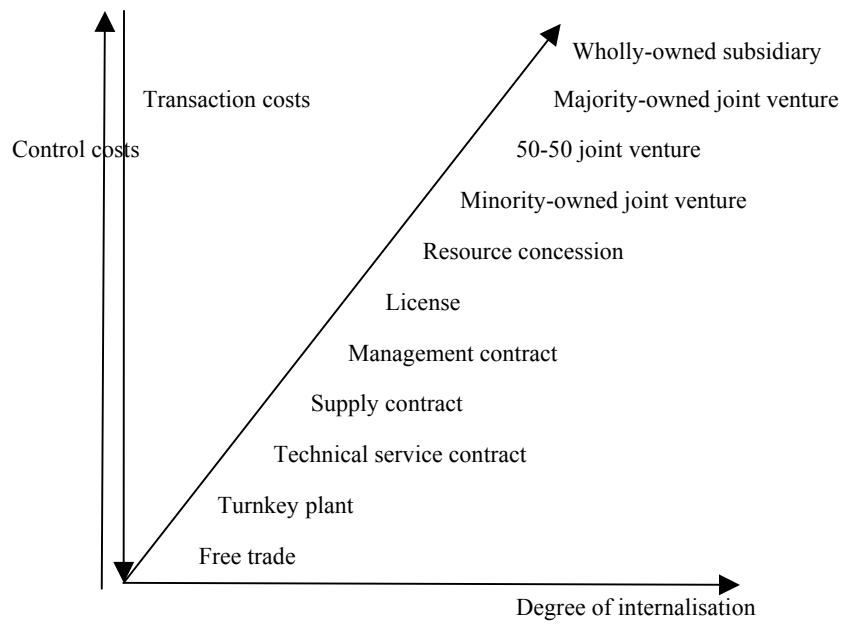 Wholly-owned subsidiary
Transaction costs
Majority-owned joint venture
Control costs
50-50 joint venture
Minority-owned joint venture
Resource concession
License
Management contract
Supply contract
Technical service contract
Turnkey plant
Free trade
Degree of internalisation